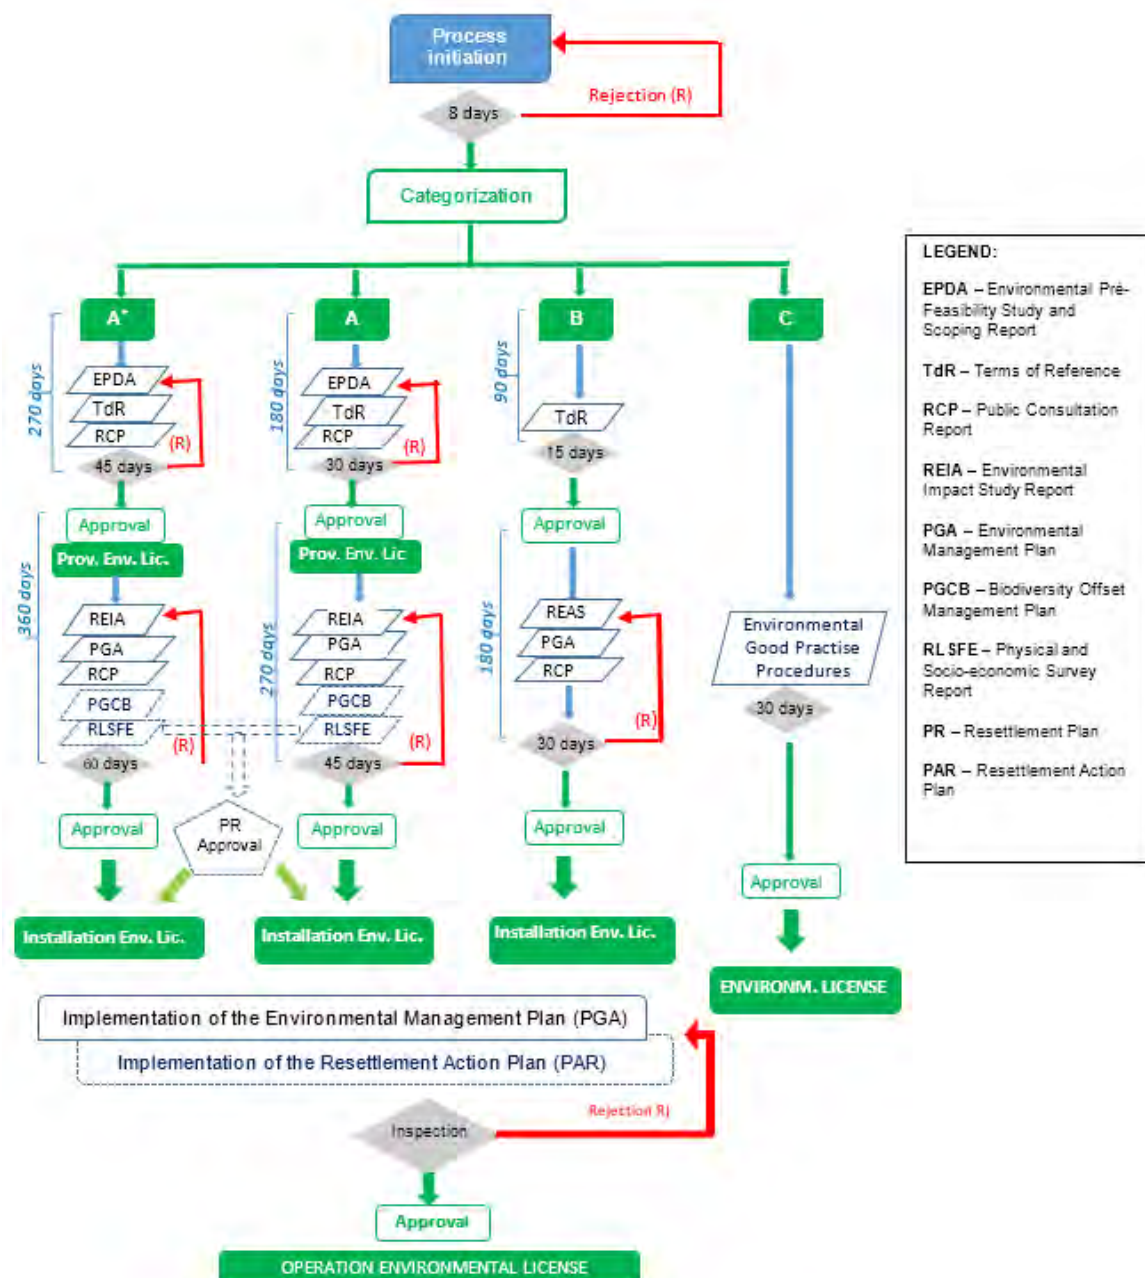 Process
initiation
Rejection (R)
8 days
Categorization
A+
A
B
C
270 days
EPDA
TdR
RCP
(R)
45 days
180 days
EPDA
TdR
RCP
(R)
30 days
90 days
TdR
15 days
Approval
Prov. Env. Lic.
Approval
Prov. Env. Lic
Approval
360 days
REIA
PGA
RCP
PGCB
RLSFE
(R)
60 days
270 days
REIA
PGA
RCP
PGCB
RLSFE
(R)
45 days
180 days
REAS
PGA
RCP
(R)
30 days
Environmental
Good Practise
Procedures
30 days
Approval
PR
Approval
Approval
Approval
Approval
Installation Env. Lic.
Installation Env. Lic.
Installation Env. Lic.
ENVIRONM. LICENSE
Implementation of the Environmental Management Plan (PGA)
Implementation of the Resettlement Action Plan (PAR)
Rejection R)
Inspection
Approval
OPERATION ENVIRONMENTAL LICENSE
LEGEND:
EPDA – Environmental Pré-
Feasibility Study and
Scoping Report
TdR – Terms of Reference
RCP – Public Consultation
Report
REIA – Environmental
Impact Study Report
PGA – Environmental
Management Plan
PGCB – Biodiversity Offset
Management Plan
RLSFE – Physical and
Socio-economic Survey
Report
PR – Resettlement Plan
PAR – Resettlement Action
Plan